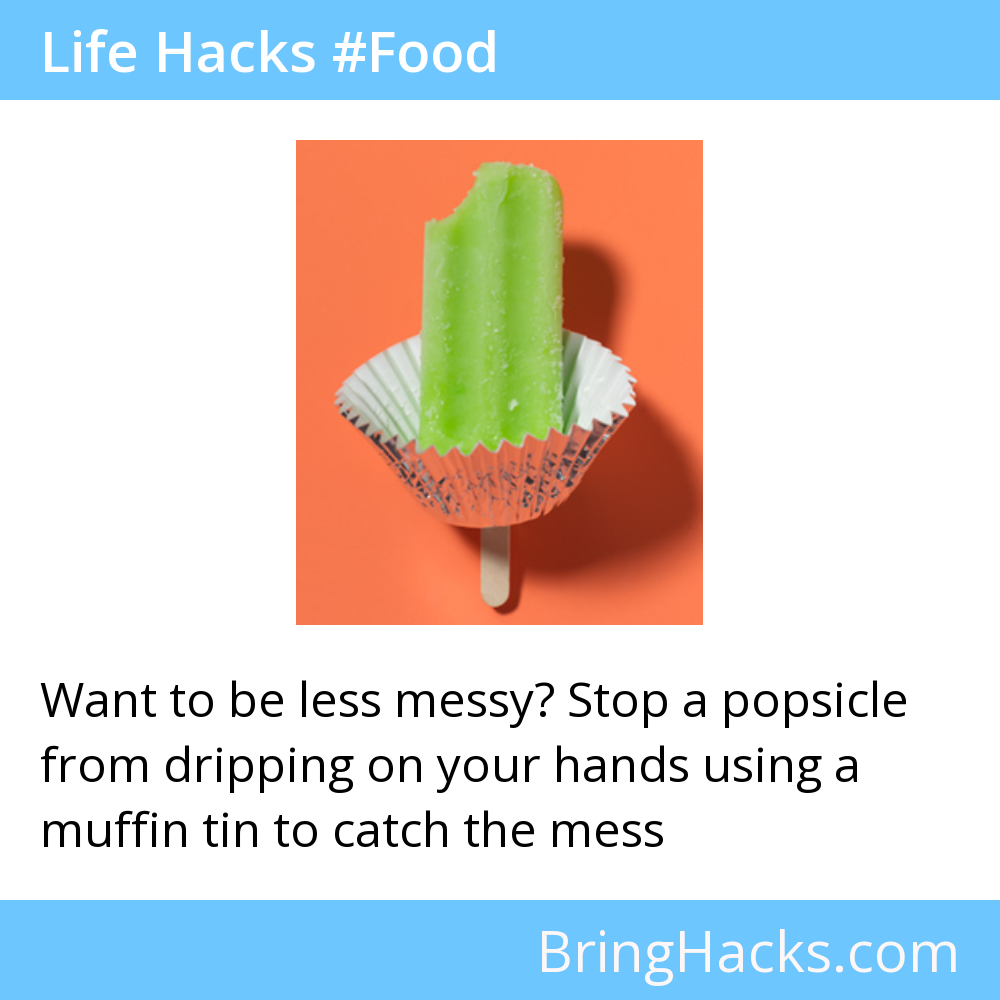 Life Hacks #Food
Want to be less messy? Stop a popsicle
from dripping on your hands using a
muffin tin to catch the mess
BringHacks.com